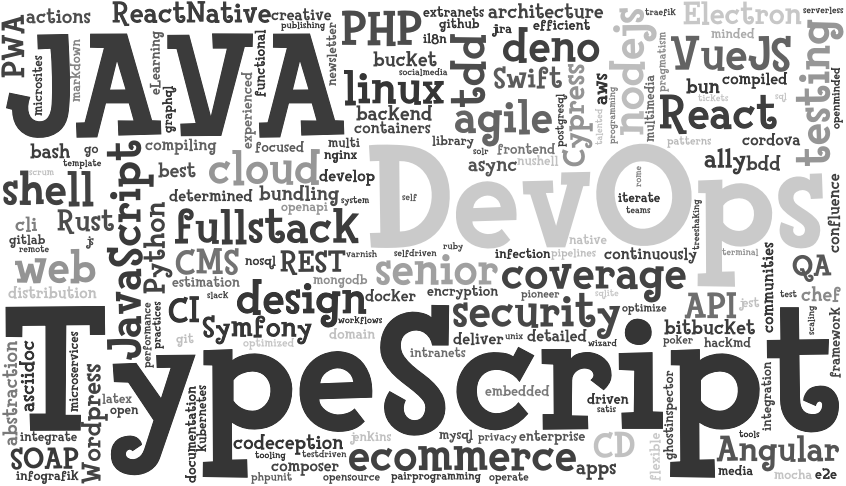 PWA
actions
ReactNative
creative
publishing
PHP
extranets
github
il8n
jra
architecture
efficient
traefik
Electron
serverless
minded
JAVA
microsites
markdown
eLearning
graphql
functional
experienced
newsletter
bucket
socialmedia
linux
backend
containers
tdd
deno
Swift
agile
Cypress
aws
postgresql
talented
programming
nodejs
multimedia
pragmatism
VueJS
bun
compiled
tickets
sql
React
testing
openminded
bash
go
template
compiling
focused
multi
nginx
library
solr
frontend
nushell
async
patterns
cordova
a11y
bdd
scrum
shell
JavaScript
best
cloud
develop
determined
bundling
openapi
system
self
DevOps
rome
iterate
teams
treeshaking
confluence
cli
Rust
gitlab
js
remote
Python
fullstack
web
distribution
CMS
nosql
REST
varnish
selfdriven
ruby
infection
native
pipelines
continuously
terminal
communities
QA
estimation
slack
mongodb
senior
coverage
design
docker
encryption
pioneer
sqlite
API
jest
test
chef
CI
performance
practices
Symfony
workflows
security
optimize
bitbucket
scaling
framework
git
optimized
domain
intranets
deliver
unix
detailed
wizard
poker
hackmd
TypeScript
abstraction
asciidoc
microservices
Wordpress
latex
open
embedded
driven
satis
ghostinspector
integration
integrate
SOAP
infografik
documentation
kubernetes
codeception
tooling
testdriven
phpunit
composer
jenkins
opensource
mysql
privacy
enterprise
ecommerce
pairprogramming
operate
apps
CD
flexible
tools
Angular
media
mocha
e2e